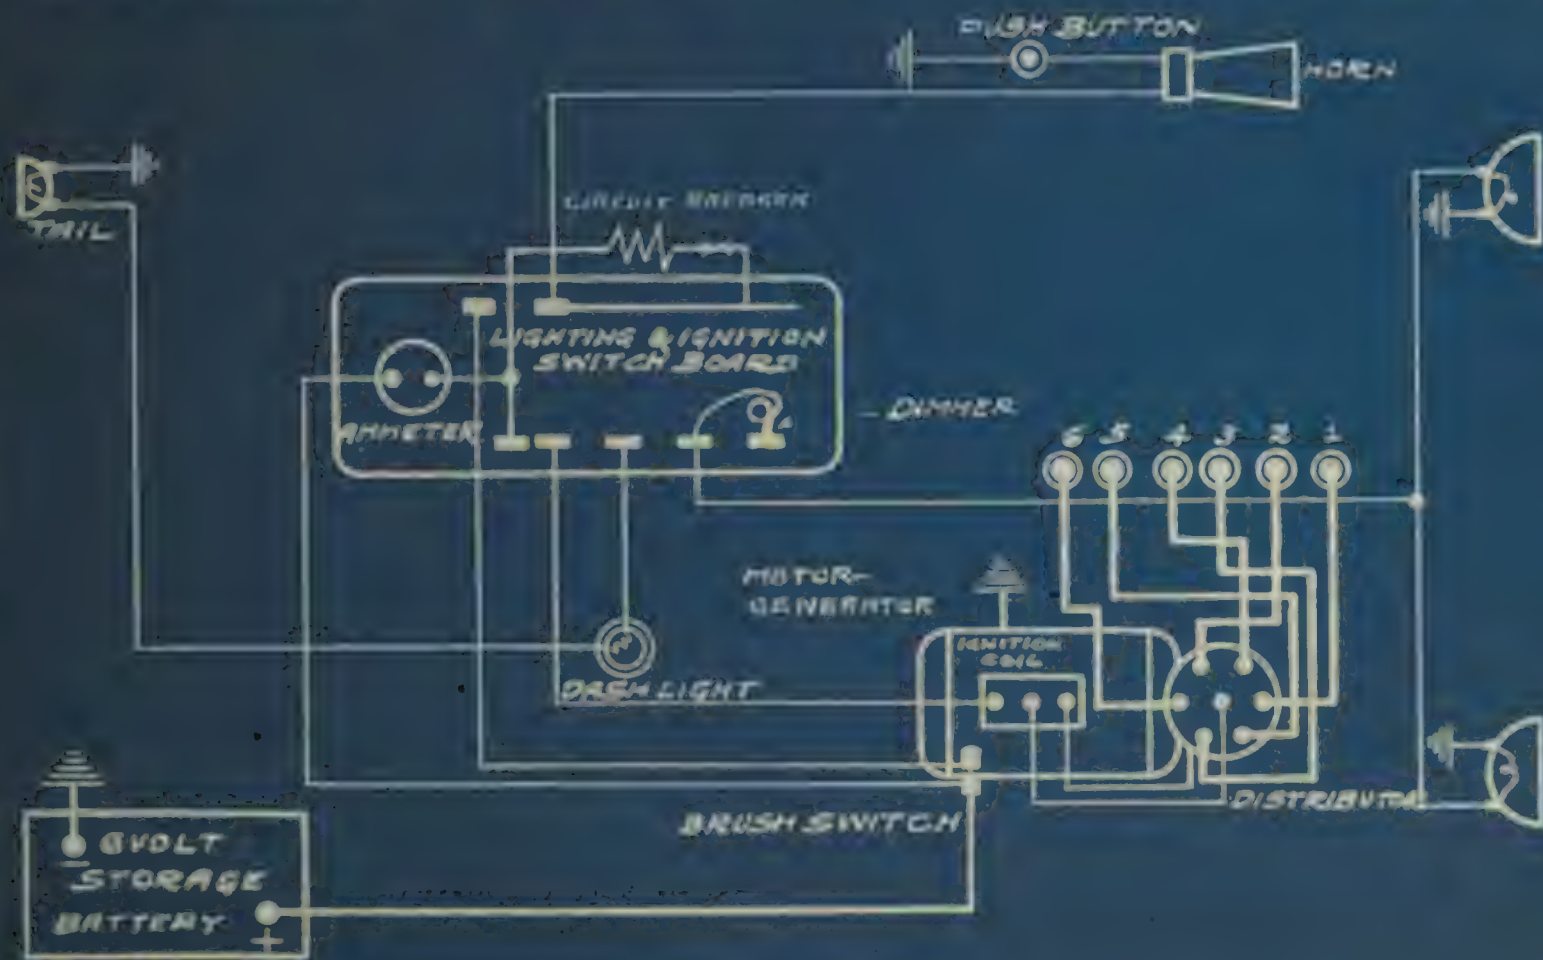 PUSH BUTTON
HORN
TAIL
CIRCUIT BREAKER
LIGHTING & IGNITION
SWITCH BOARD
AMMETER
DIMMER
6 5 4 3 2 1
MOTOR-
GENERATOR
IGNITION
COIL
DASH LIGHT
DISTRIBUTOR
BRUSH SWITCH
6 VOLT
STORAGE
BATTERY